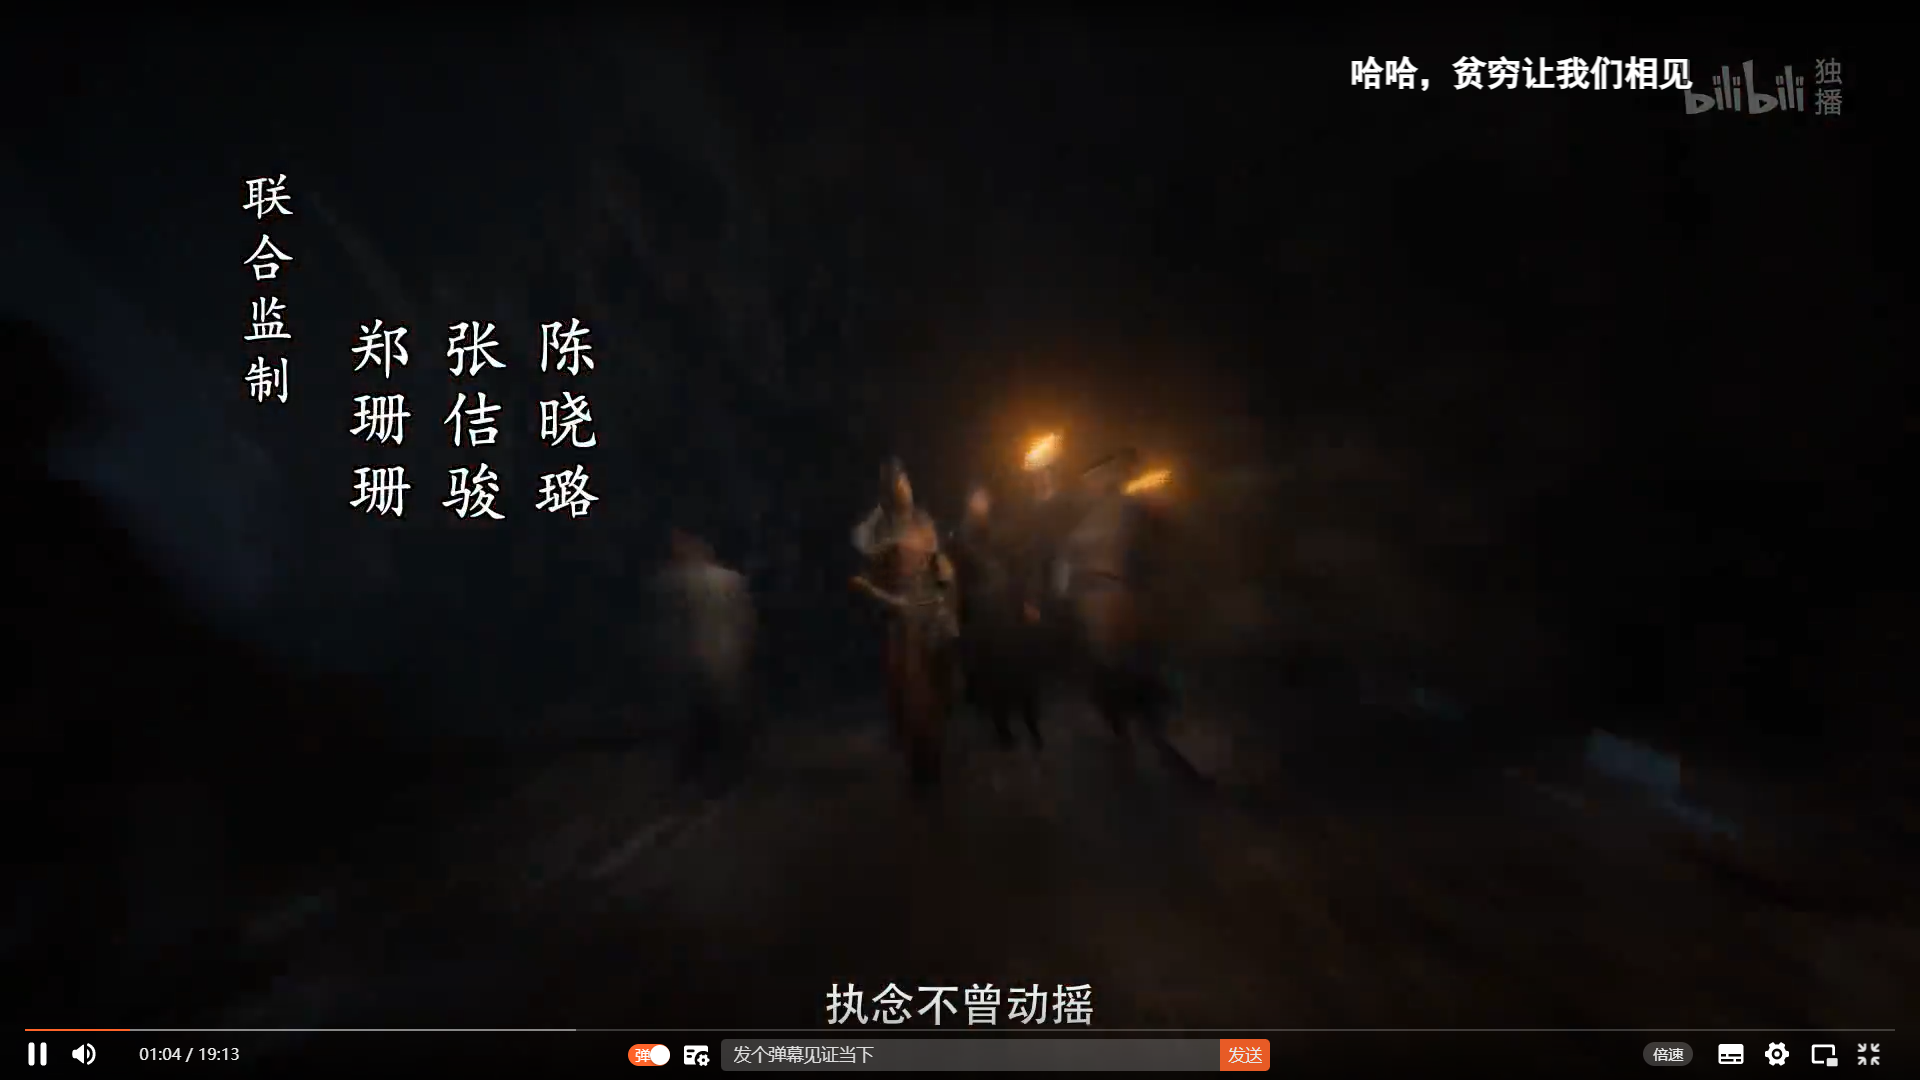 哈哈，贫穷让我们相见
bilibili
独播
联合监制
郑珊珊
张佶骏
陈晓璐
执念不曾动摇
01:04 / 19:13
弹
发个弹幕见证当下
发送
倍速